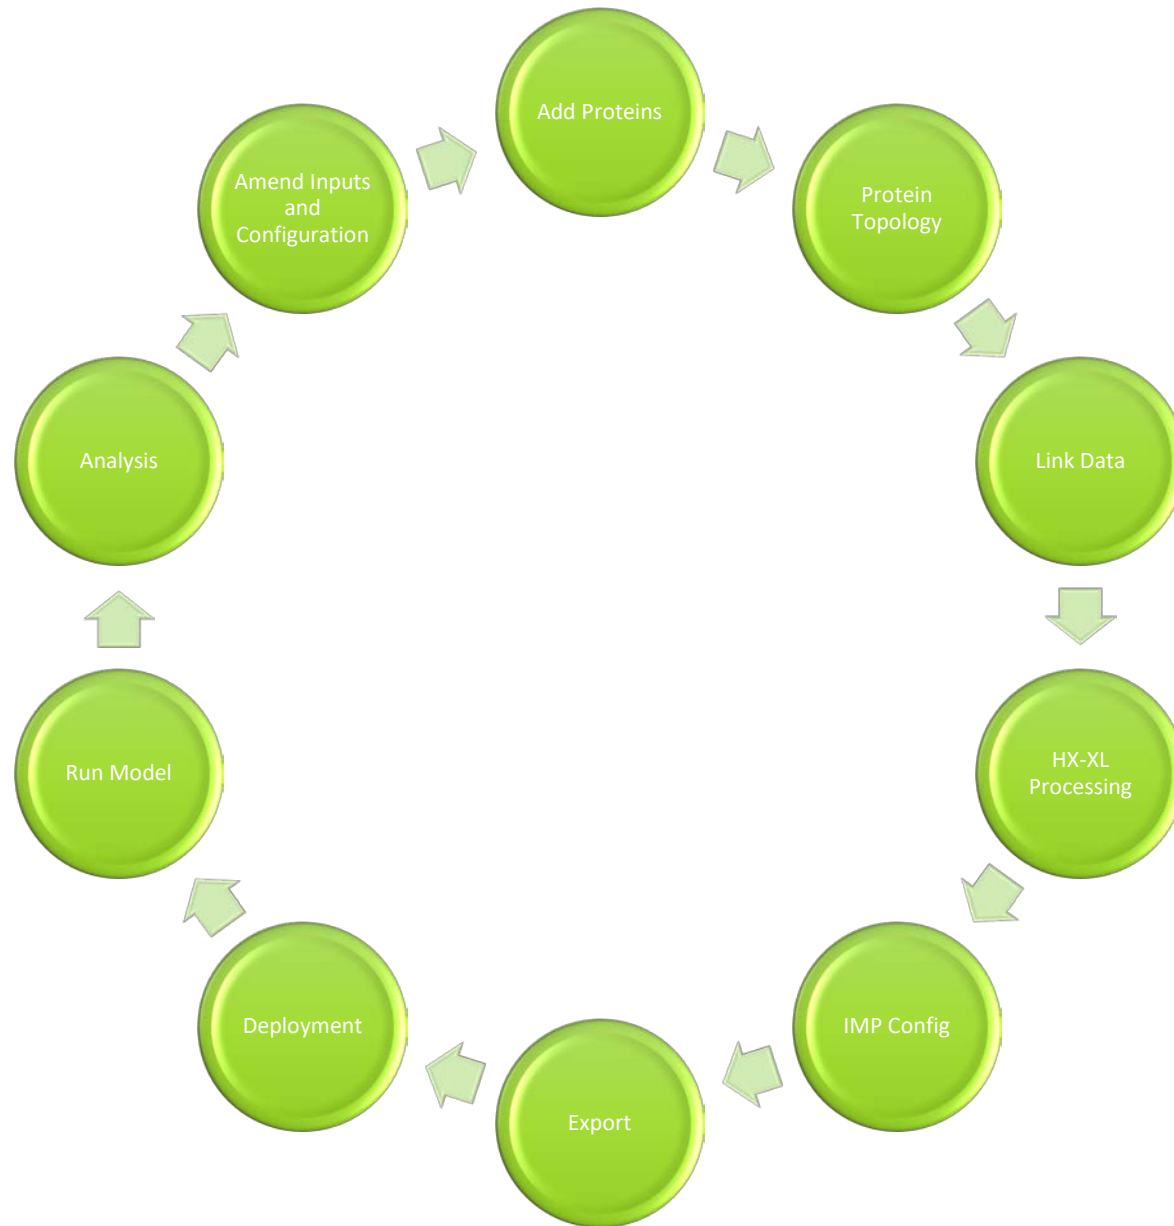 Add Proteins
Protein
Topology
Link Data
HX-XL
Processing
IMP Config
Export
Deployment
Run Model
Analysis
Amend Inputs
and
Configuration